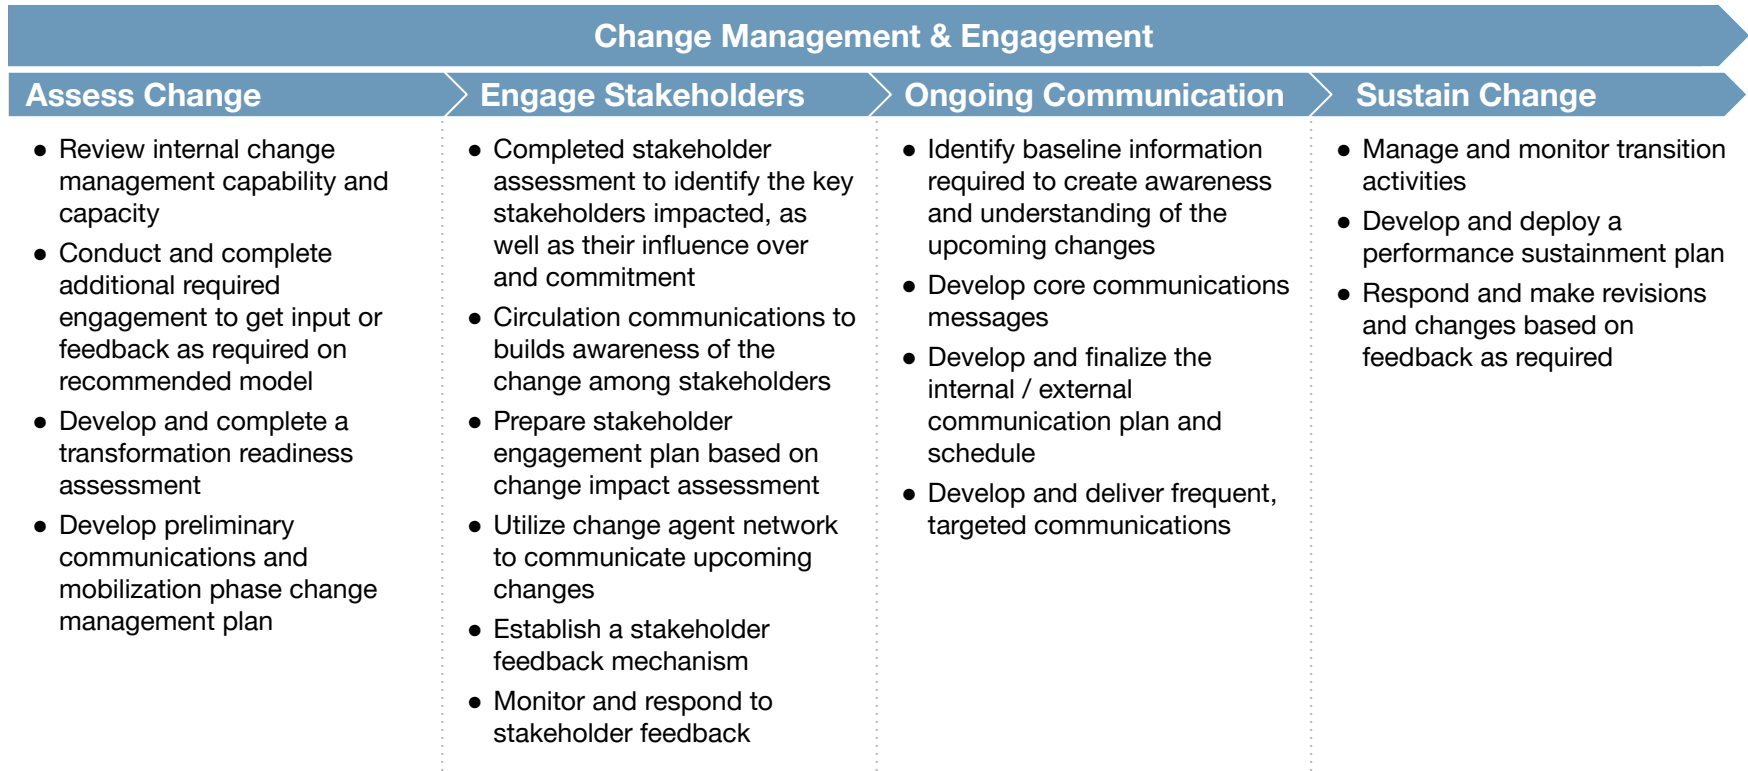 Change Management & Engagement
Assess Change
● Review internal change
management capability and
capacity
● Conduct and complete
additional required
engagement to get input or
feedback as required on
recommended model
● Develop and complete a
transformation readiness
assessment
● Develop preliminary
communications and
mobilization phase change
management plan
Engage Stakeholders
● Completed stakeholder
assessment to identify the key
stakeholders impacted, as
well as their influence over
and commitment
● Circulation communications to
builds awareness of the
change among stakeholders
● Prepare stakeholder
engagement plan based on
change impact assessment
● Utilize change agent network
to communicate upcoming
changes
● Establish a stakeholder
feedback mechanism
● Monitor and respond to
stakeholder feedback
Ongoing Communication
● Identify baseline information
required to create awareness
and understanding of the
upcoming changes
● Develop core communications
messages
● Develop and finalize the
internal / external
communication plan and
schedule
● Develop and deliver frequent,
targeted communications
Sustain Change
● Manage and monitor transition
activities
● Develop and deploy a
performance sustainment plan
● Respond and make revisions
and changes based on
feedback as required